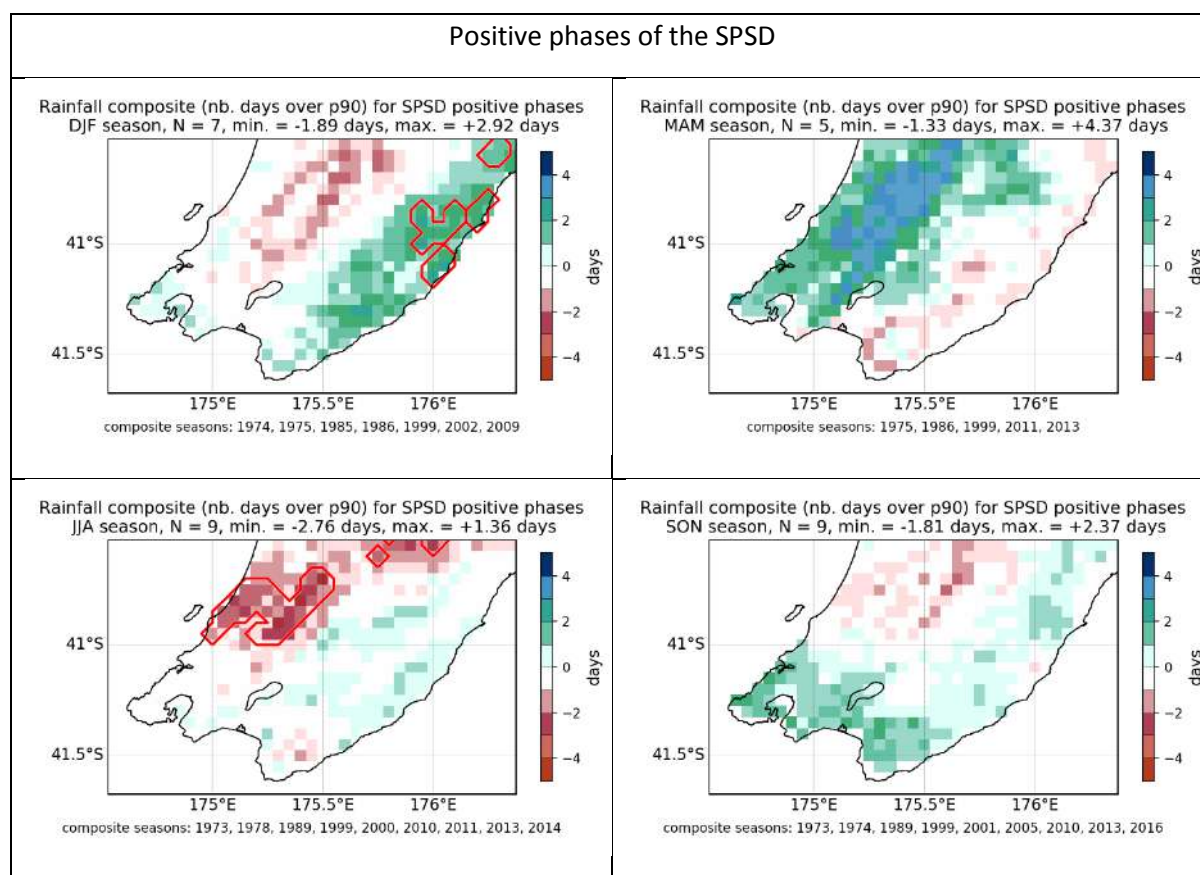 Positive phases of the SPSD
Rainfall composite (nb. days over p90) for SPSD positive phases
DJF season, N = 7, min. = -1.89 days, max. = +2.92 days
41°S
41.5°S
175°E 175.5°E 176°E
4
2
0
−2
−4
days
composite seasons: 1974, 1975, 1985, 1986, 1999, 2002, 2009
Rainfall composite (nb. days over p90) for SPSD positive phases
MAM season, N = 5, min. = -1.33 days, max. = +4.37 days
41°S
41.5°S
175°E 175.5°E 176°E
4
2
0
−2
−4
days
composite seasons: 1975, 1986, 1999, 2011, 2013
Rainfall composite (nb. days over p90) for SPSD positive phases
JJA season, N = 9, min. = -2.76 days, max. = +1.36 days
41°S
41.5°S
175°E 175.5°E 176°E
4
2
0
−2
−4
days
composite seasons: 1973, 1978, 1989, 1999, 2000, 2010, 2011, 2013, 2014
Rainfall composite (nb. days over p90) for SPSD positive phases
SON season, N = 9, min. = -1.81 days, max. = +2.37 days
41°S
41.5°S
175°E 175.5°E 176°E
4
2
0
−2
−4
days
composite seasons: 1973, 1974, 1989, 1999, 2001, 2005, 2010, 2013, 2016